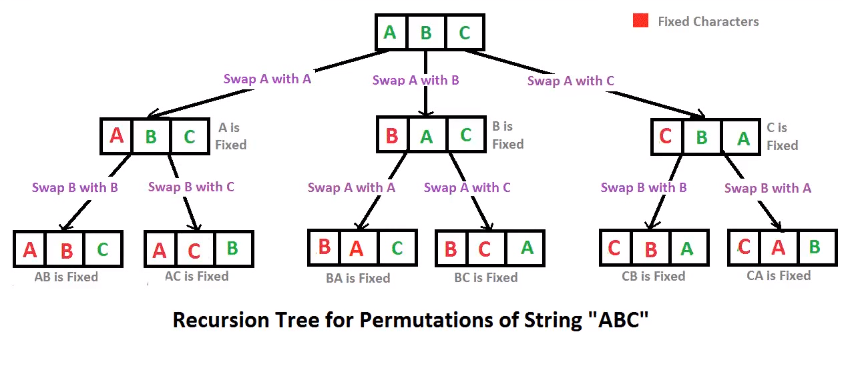 A B C
Fixed Characters
Swap A with A
Swap A with B
Swap A with C
A B C
A is
Fixed
B A C
B is
Fixed
C B A
C is
Fixed
Swap B with B
Swap B with C
Swap A with A
Swap A with C
Swap B with B
Swap B with A
A B C
A C B
B A C
B C A
C B A
C A B
AB is Fixed
AC is Fixed
BA is Fixed
BC is Fixed
CB is Fixed
CA is Fixed
Recursion Tree for Permutations of String "ABC"